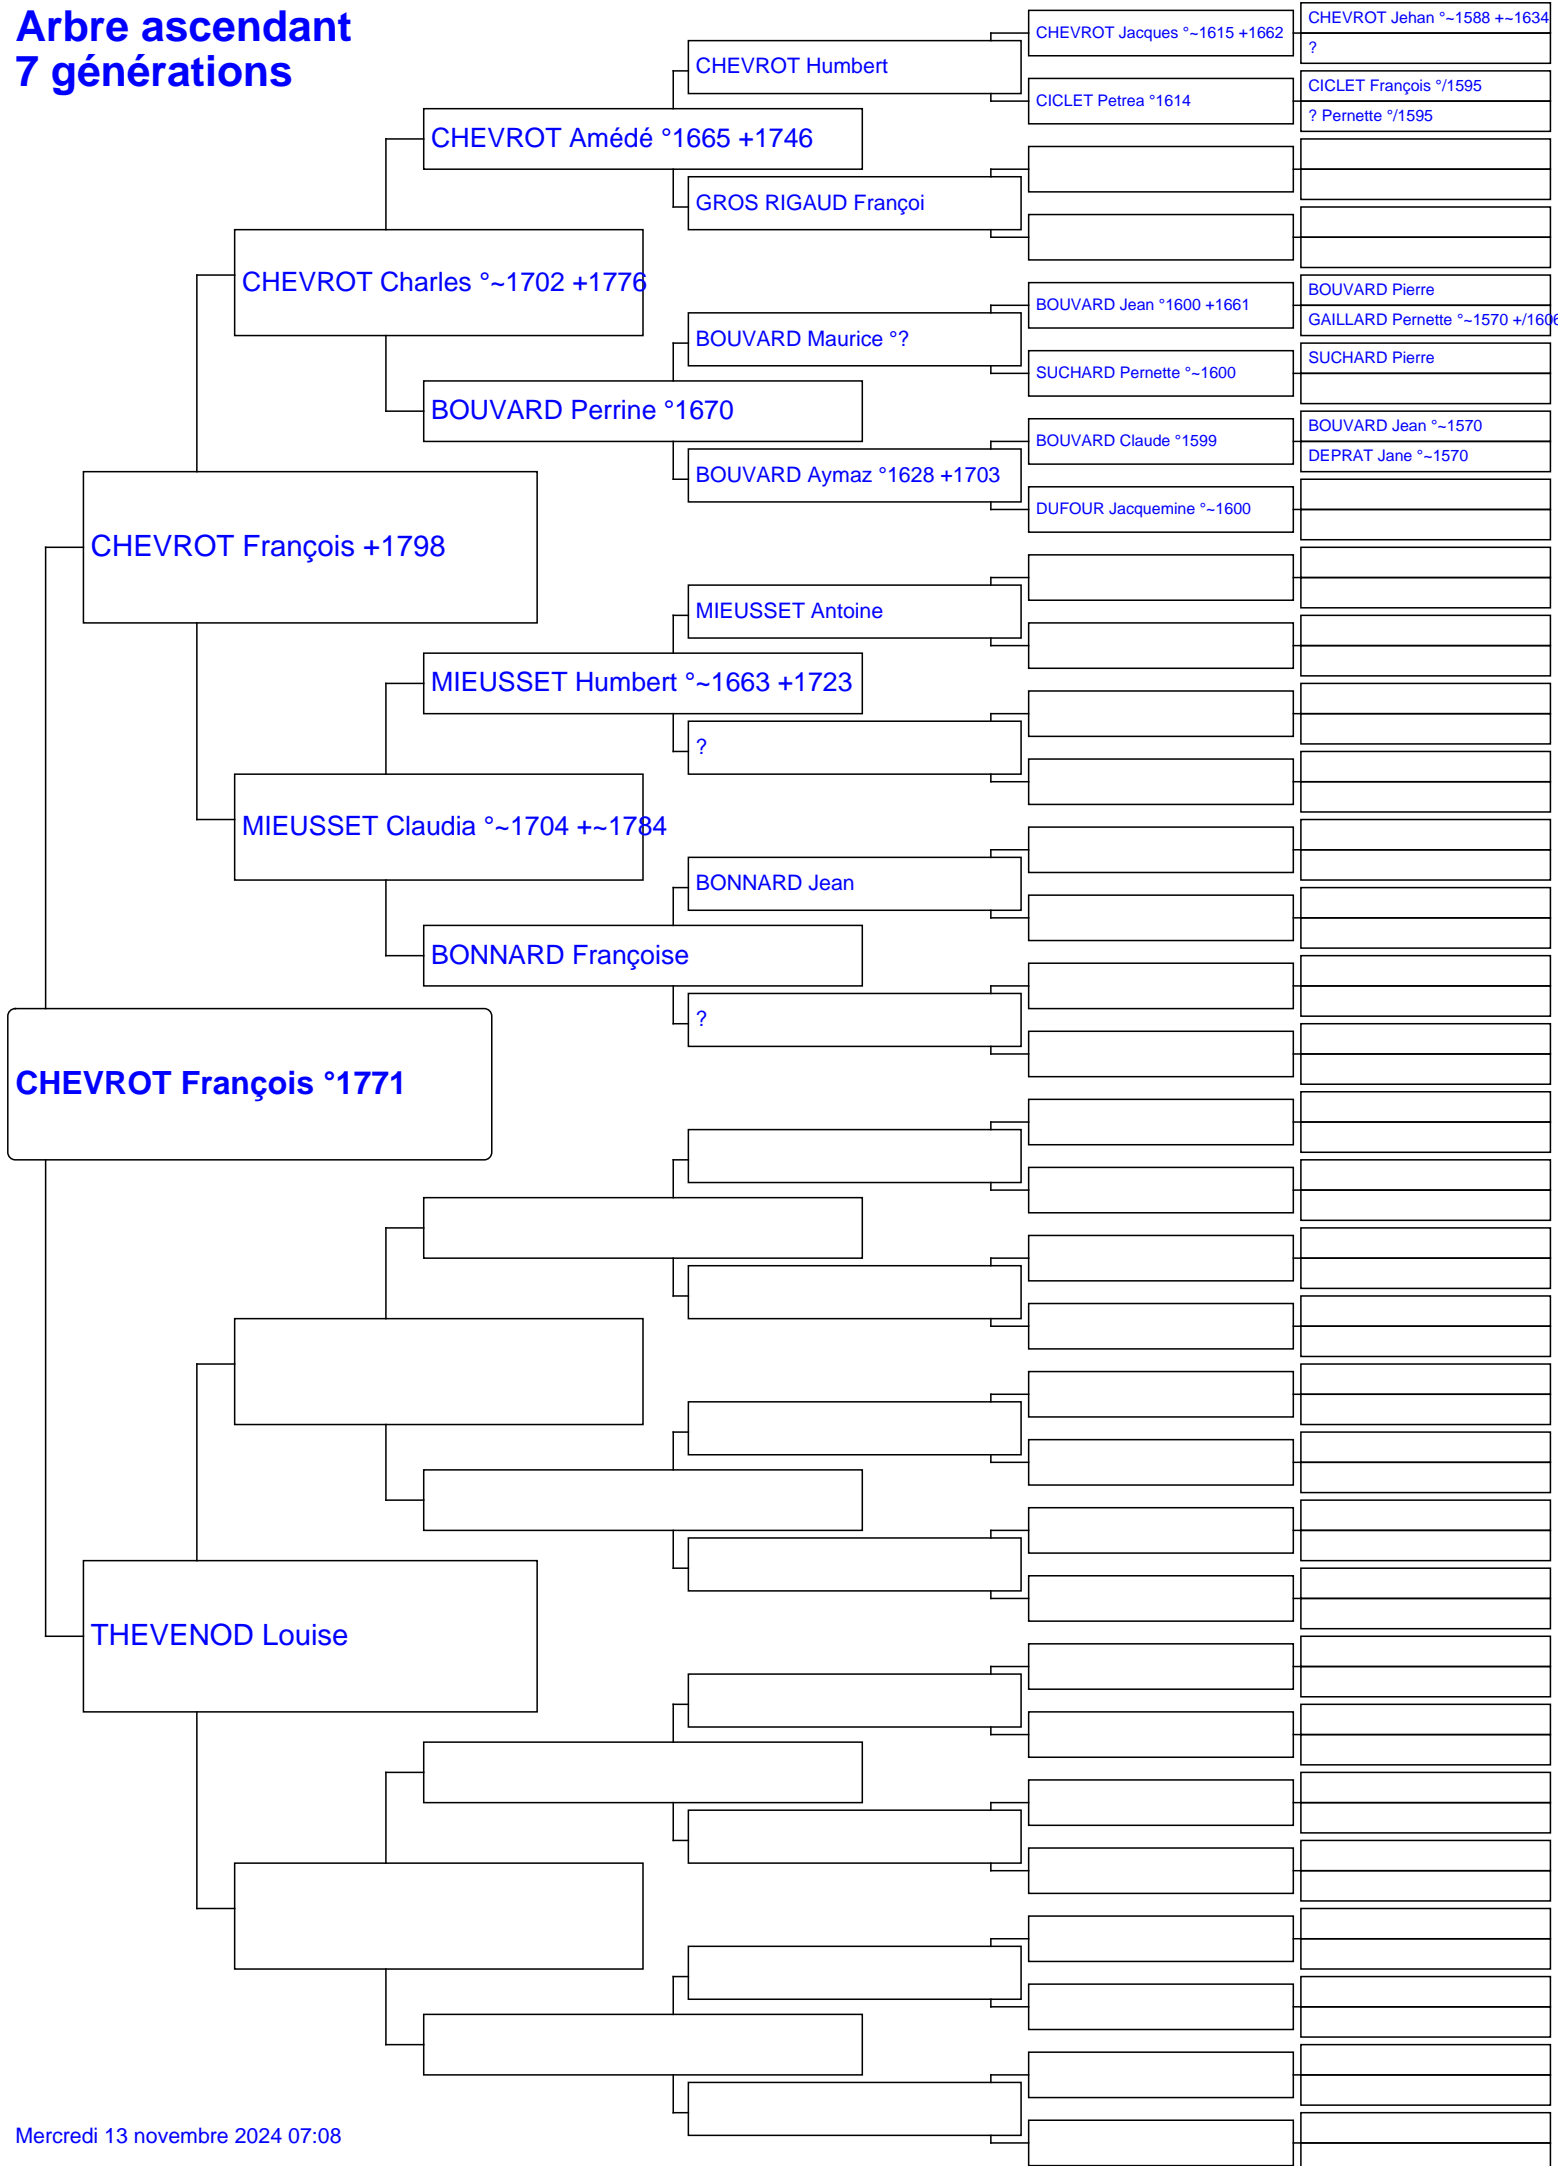 Arbre ascendant
7 générations
CHEVROT Jacques °~1615 +1662
CHEVROT Jehan °~1588 +~1634
?
CHEVROT Humbert
CICLET Petrea °1614
CICLET François °/1595
? Pernette °/1595
CHEVROT Amédé °1665 +1746
GROS RIGAUD Françoi
CHEVROT Charles °~1702 +1776
BOUVARD Jean °1600 +1661
BOUVARD Pierre
GAILLARD Pernette °~1570 +/1606
BOUVARD Maurice °?
SUCHARD Pernette °~1600
SUCHARD Pierre
BOUVARD Perrine °1670
BOUVARD Claude °1599
BOUVARD Jean °~1570
DEPRAT Jane °~1570
BOUVARD Aymaz °1628 +1703
DUFOUR Jacquemine °~1600
CHEVROT François +1798
MIEUSSET Antoine
MIEUSSET Humbert °~1663 +1723
?
MIEUSSET Claudia °~1704 +~1784
BONNARD Jean
BONNARD Françoise
?
CHEVROT François °1771
THEVENOD Louise
Mercredi 13 novembre 2024 07:08